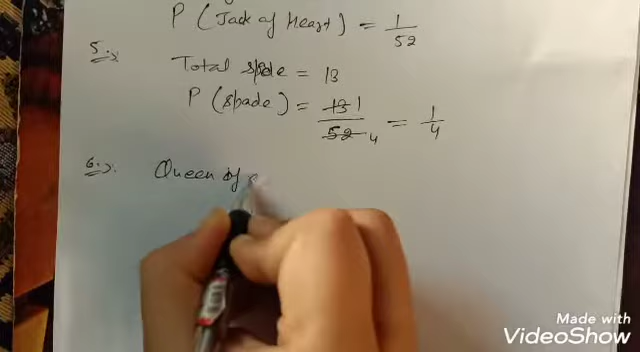 P (Jack of Heart) = 1/52
5.
Total spde = 13
P (spade) = 13 1/52 4 = 1/4
6. Queen of
Made with
VideoShow